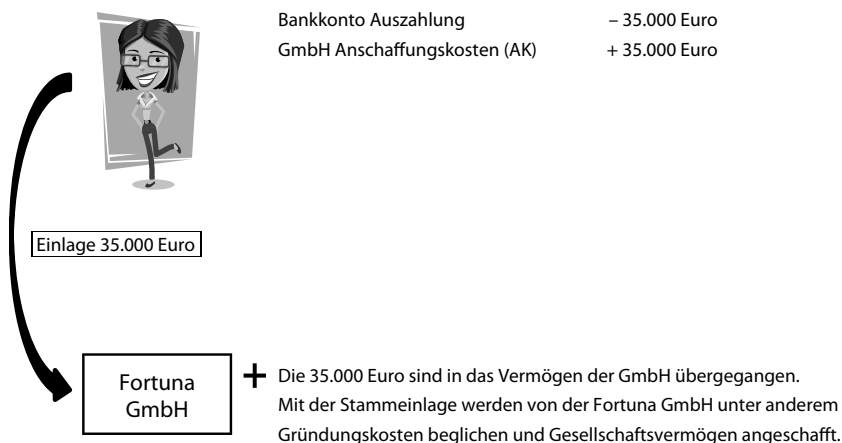 Bankkonto Auszahlung – 35.000 Euro
GmbH Anschaffungskosten (AK) + 35.000 Euro
Einlage 35.000 Euro
Fortuna
GmbH
+ Die 35.000 Euro sind in das Vermögen der GmbH übergegangen.
Mit der Stammeinlage werden von der Fortuna GmbH unter anderem
Gründungskosten beglichen und Gesellschaftsvermögen angeschafft.